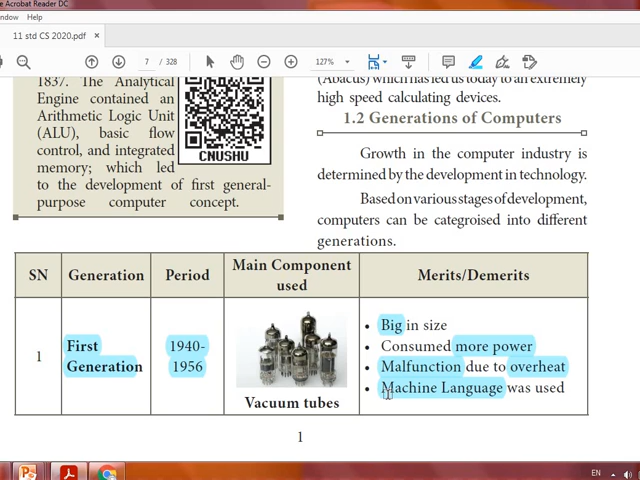 e Acrobat Reader DC
ndow Help
11 std CS 2020.pdf ×
7 / 328 127%
1837. The Analytical
Engine contained an
Arithmetic Logic Unit
(ALU), basic flow
control, and integrated
memory; which led
to the development of first general-
purpose computer concept.
CNUSHU
(Abacus) which has led us today to an extremely
high speed calculating devices.
1.2 Generations of Computers
Growth in the computer industry is
determined by the development in technology.
Based on various stages of development,
computers can be categroised into different
generations.
SN Generation Period Main Component used Merits/Demerits
1 First Generation 1940-1956 Vacuum tubes
• Big in size
• Consumed more power
• Malfunction due to overheat
• Machine Language was used
1
EN